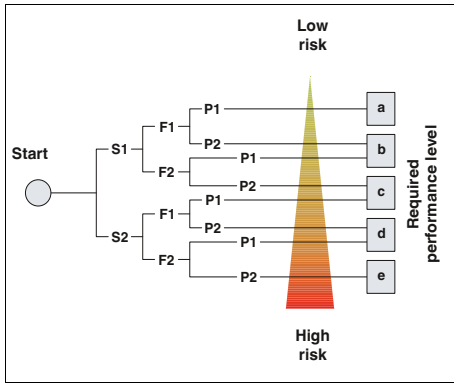 Low
risk
P1
a
F1
Start
S1
P2
b
P1
F2
P2
c
P1
F1
S2
P2
d
P1
F2
P2
e
Required
performance level
High
risk